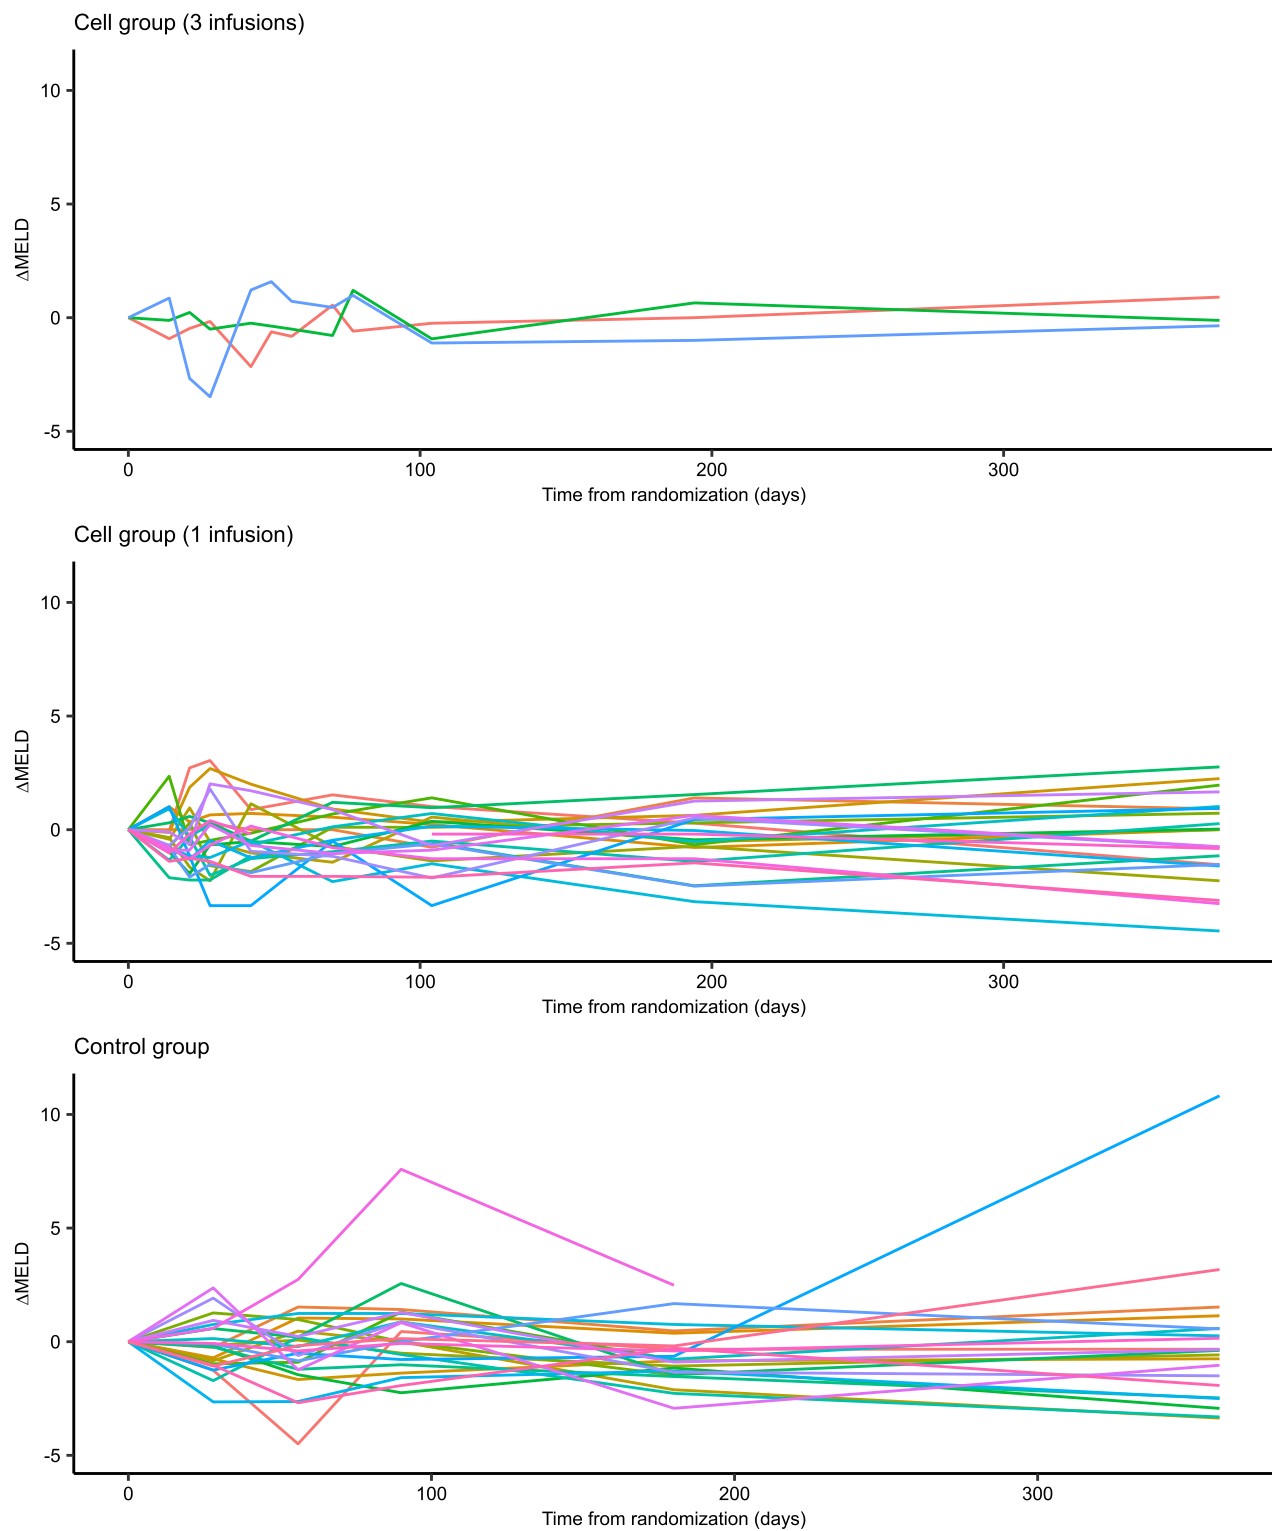 Cell group (3 infusions)
10
5
0
-5
ΔMELD
0 100 200 300
Time from randomization (days)
Cell group (1 infusion)
10
5
0
-5
ΔMELD
0 100 200 300
Time from randomization (days)
Control group
10
5
0
-5
ΔMELD
0 100 200 300
Time from randomization (days)